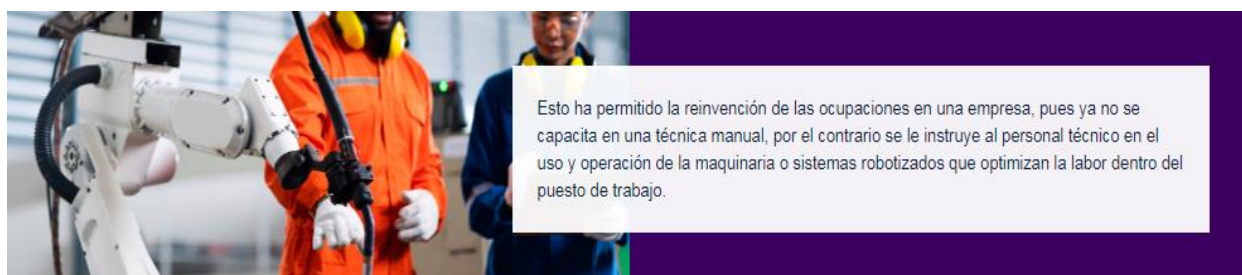 Esto ha permitido la reinvención de las ocupaciones en una empresa, pues ya no se
capacita en una técnica manual, por el contrario se le instruye al personal técnico en el
uso y operación de la maquinaria o sistemas robotizados que optimizan la labor dentro del
puesto de trabajo.